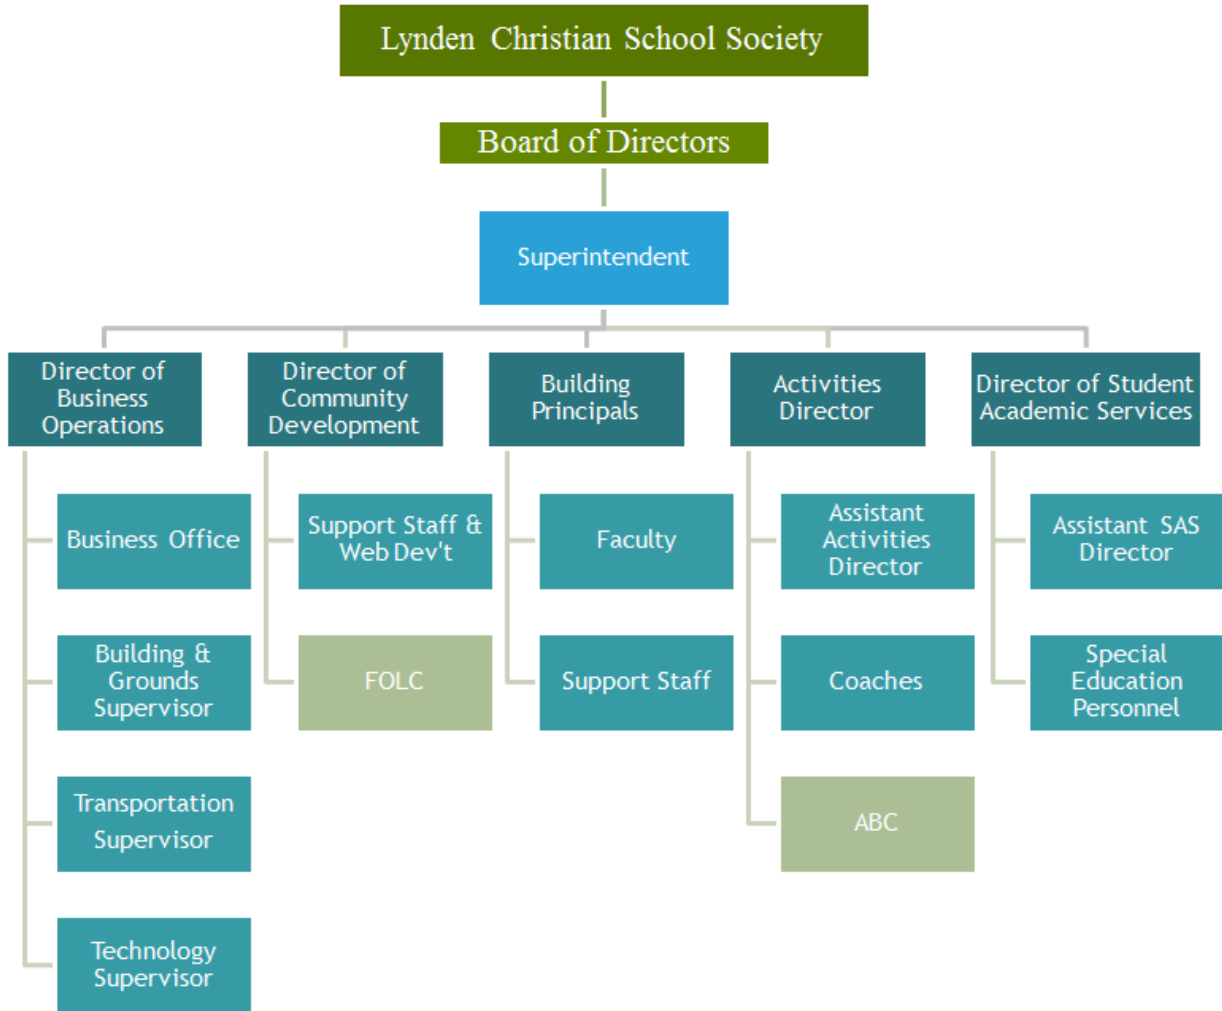 Lynden Christian School Society
Board of Directors
Superintendent
Director of
Business
Operations
Director of
Community
Development
Building
Principals
Activities
Director
Director of Student
Academic Services
Business Office
Support Staff &
Web Dev't
Faculty
Assistant
Activities
Director
Assistant SAS
Director
Building &
Grounds
Supervisor
FOLC
Support Staff
Coaches
Special
Education
Personnel
Transportation
Supervisor
ABC
Technology
Supervisor